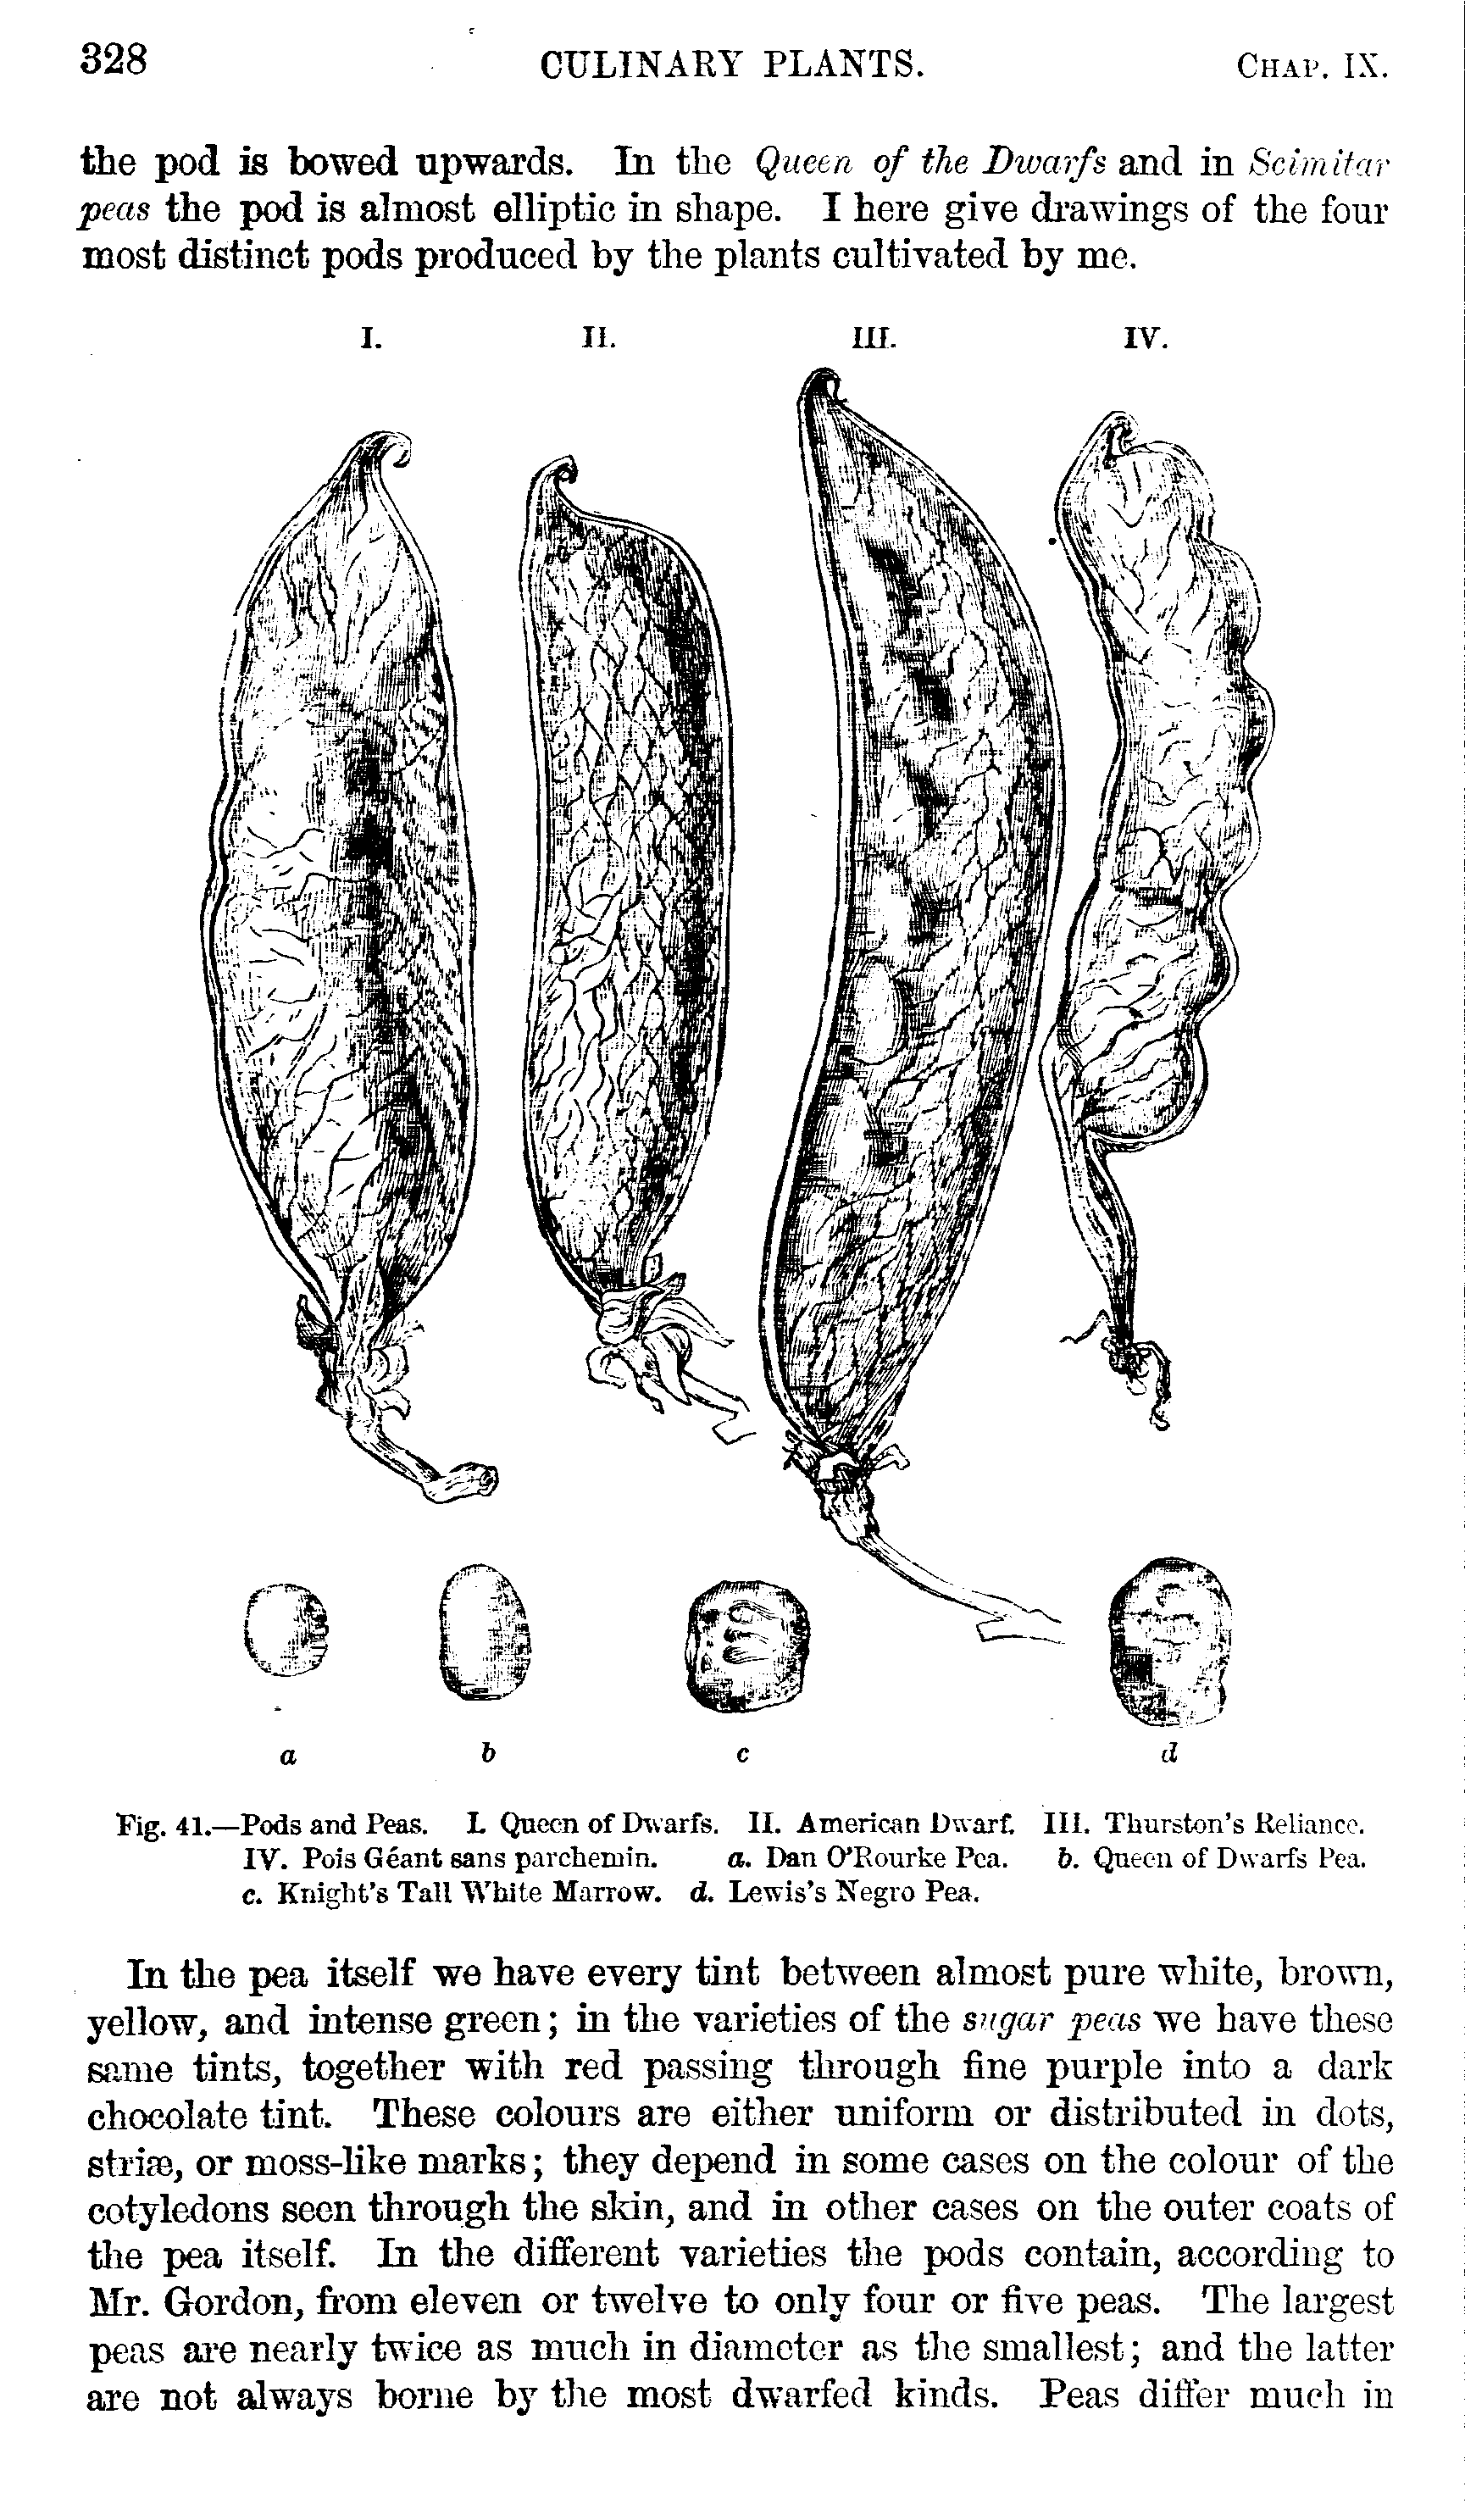 328 CULINARY PLANTS. CHAP. IX.
the pod is bowed upwards. In the Queen of the Dwarfs and in Scimitar
peas the pod is almost elliptic in shape. I here give drawings of the four
most distinct pods produced by the plants cultivated by me.
I. II. III. IV.
a b c d
Fig. 41.—Pods and Peas. I. Queen of Dwarfs. II. American Dwarf. III. Thurston's Reliance.
IV. Pois Géant sans parchemin. a. Dan O'Rourke Pea. b. Queen of Dwarfs Pea.
c. Knight's Tall White Marrow. d. Lewis's Negro Pea.
In the pea itself we have every tint between almost pure white, brown,
yellow, and intense green; in the varieties of the sugar peas we have these
same tints, together with red passing through fine purple into a dark
chocolate tint. These colours are either uniform or distributed in dots,
striæ, or moss-like marks; they depend in some cases on the colour of the
cotyledons seen through the skin, and in other cases on the outer coats of
the pea itself. In the different varieties the pods contain, according to
Mr. Gordon, from eleven or twelve to only four or five peas. The largest
peas are nearly twice as much in diameter as the smallest; and the latter
are not always borne by the most dwarfed kinds. Peas differ much in